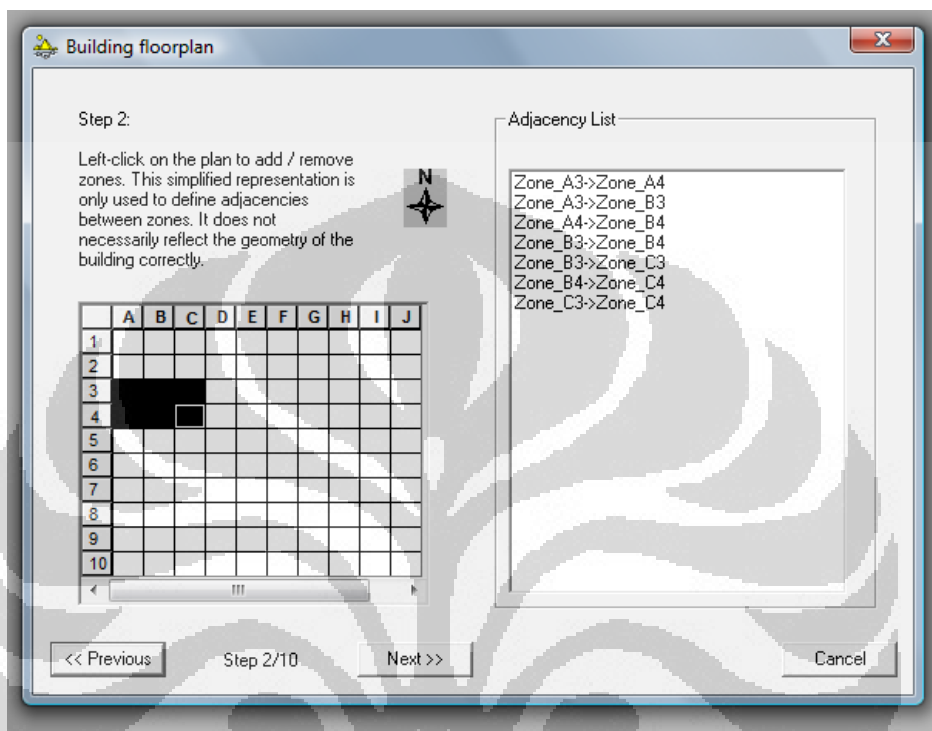 Building floorplan
Step 2:
Left-click on the plan to add / remove
zones. This simplified representation is
only used to define adjacencies
between zones. It does not
necessarily reflect the geometry of the
building correctly.
N
A B C D E F G H I J
1
2
3
4
5
6
7
8
9
10
Adjacency List
Zone_A3->Zone_A4
Zone_A3->Zone_B3
Zone_A4->Zone_B4
Zone_B3->Zone_B4
Zone_B3->Zone_C3
Zone_B4->Zone_C4
Zone_C3->Zone_C4
<< Previous
Step 2/10
Next >>
Cancel